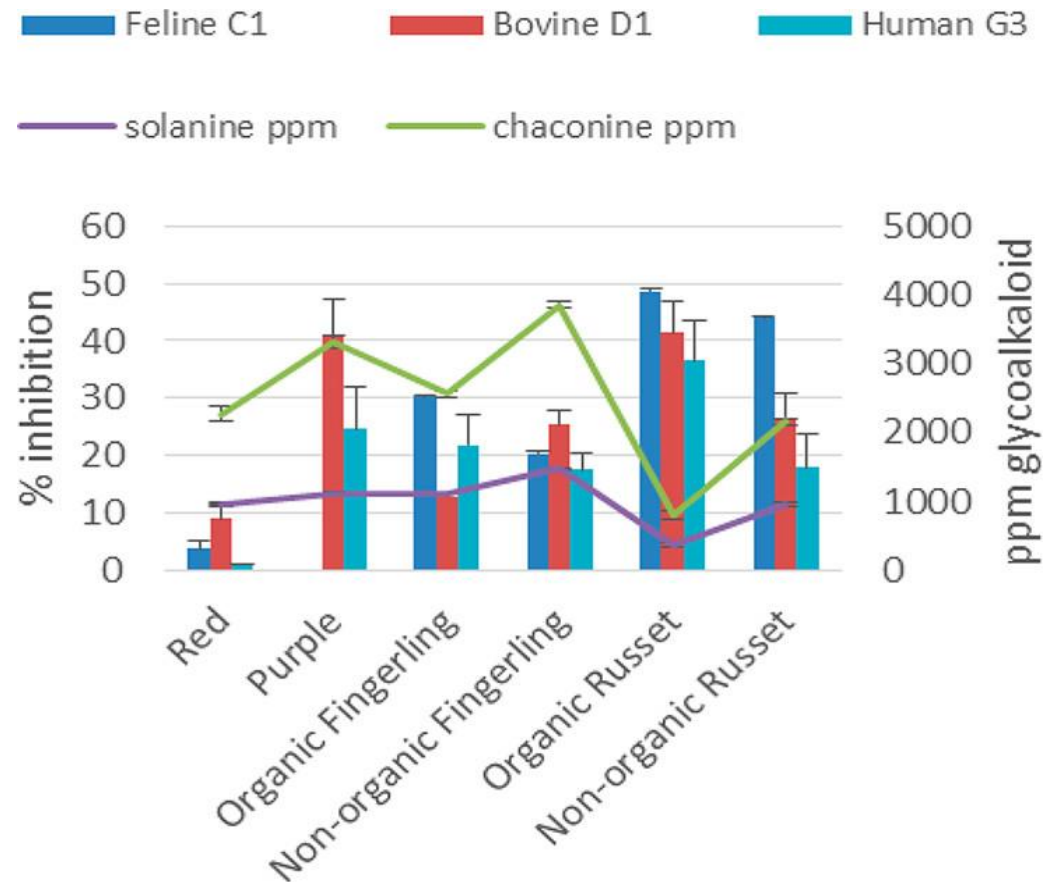 Feline C1 Bovine D1 Human G3
solanine ppm chaconine ppm
60 5000
50 4000
40 3000
30
20 2000
10 1000
0 0
% inhibition
ppm glycoalkaloid
Red
Purple
Organic Fingerling
Non-organic Fingerling
Organic Russet
Non-organic Russet